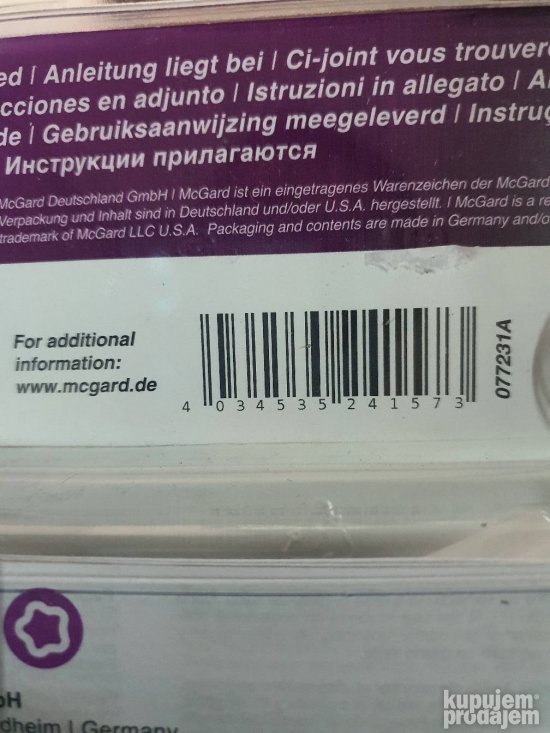 ed | Anleitung liegt bei | Ci-joint vous trouvere
cciones en adjunto | Istruzioni in allegato | A
de | Gebruiksaanwijzing meegeleverd | Instruç
Инструкции прилагаются
McGard Deutschland GmbH | McGard ist ein eingetragenes Warenzeichen der McGard
Verpackung und Inhalt sind in Deutschland und/oder U.S.A. hergestellt. | McGard is a re
trademark of McGard LLC U.S.A. Packaging and contents are made in Germany and/o
For additional
information:
www.mcgard.de
4 034535 241573
077231A
bH
dheim | Germany
kupujem
prodajem